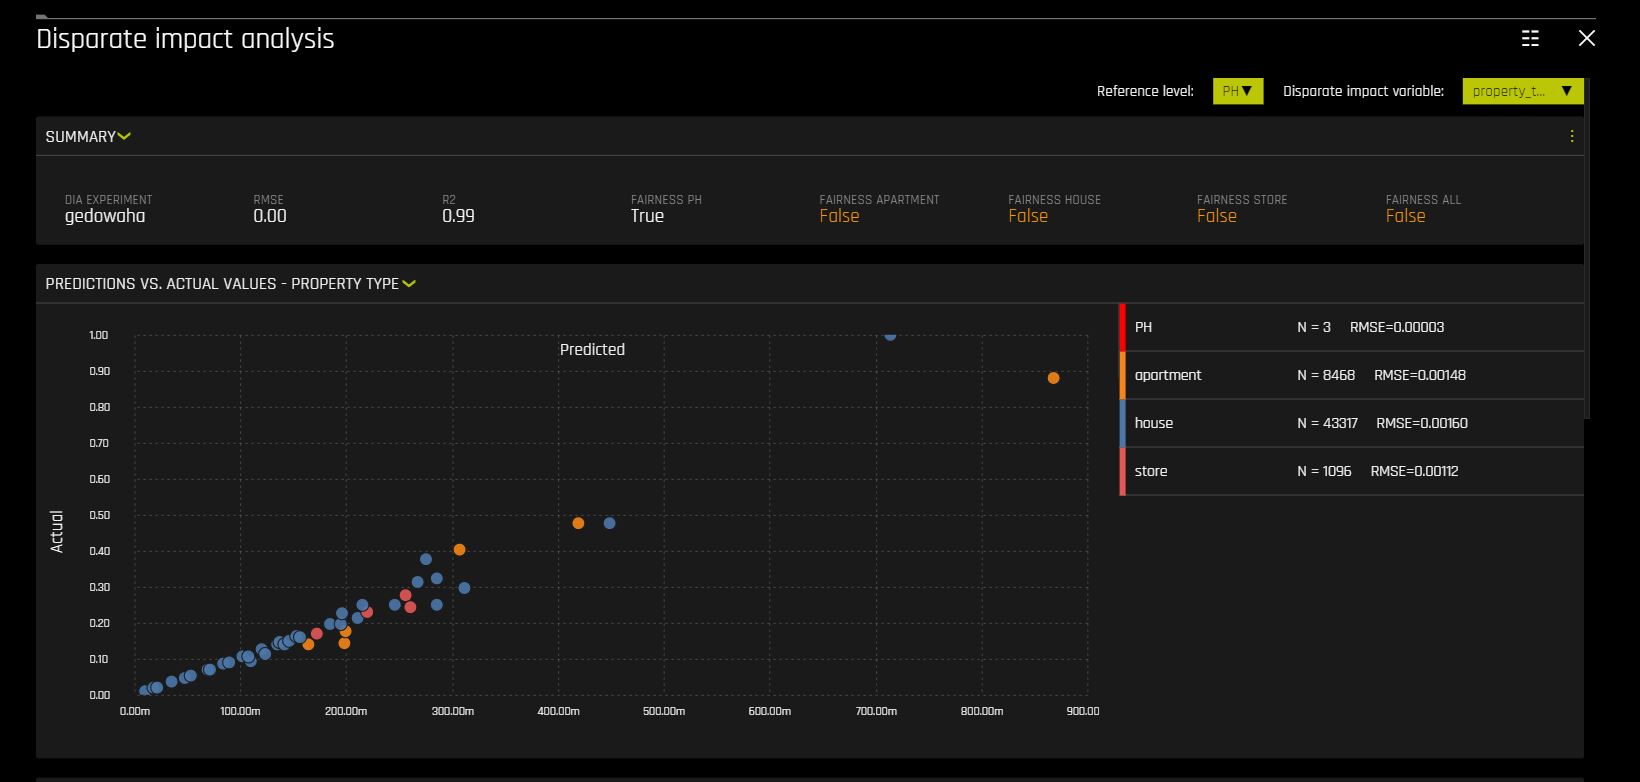 Disparate impact analysis
Reference level: PH Disparate impact variable: property_t...
SUMMARY
DIA EXPERIMENT RMSE R2 FAIRNESS PH FAIRNESS APARTMENT FAIRNESS HOUSE FAIRNESS STORE FAIRNESS ALL
gedowaha 0.00 0.99 True False False False False
PREDICTIONS VS. ACTUAL VALUES - PROPERTY TYPE
Predicted
Actual
1.00
0.90
0.80
0.70
0.60
0.50
0.40
0.30
0.20
0.10
0.00
0.00m 100.00m 200.00m 300.00m 400.00m 500.00m 600.00m 700.00m 800.00m 900.00
PH N = 3 RMSE=0.00003
apartment N = 8468 RMSE=0.00148
house N = 43317 RMSE=0.00160
store N = 1096 RMSE=0.00112